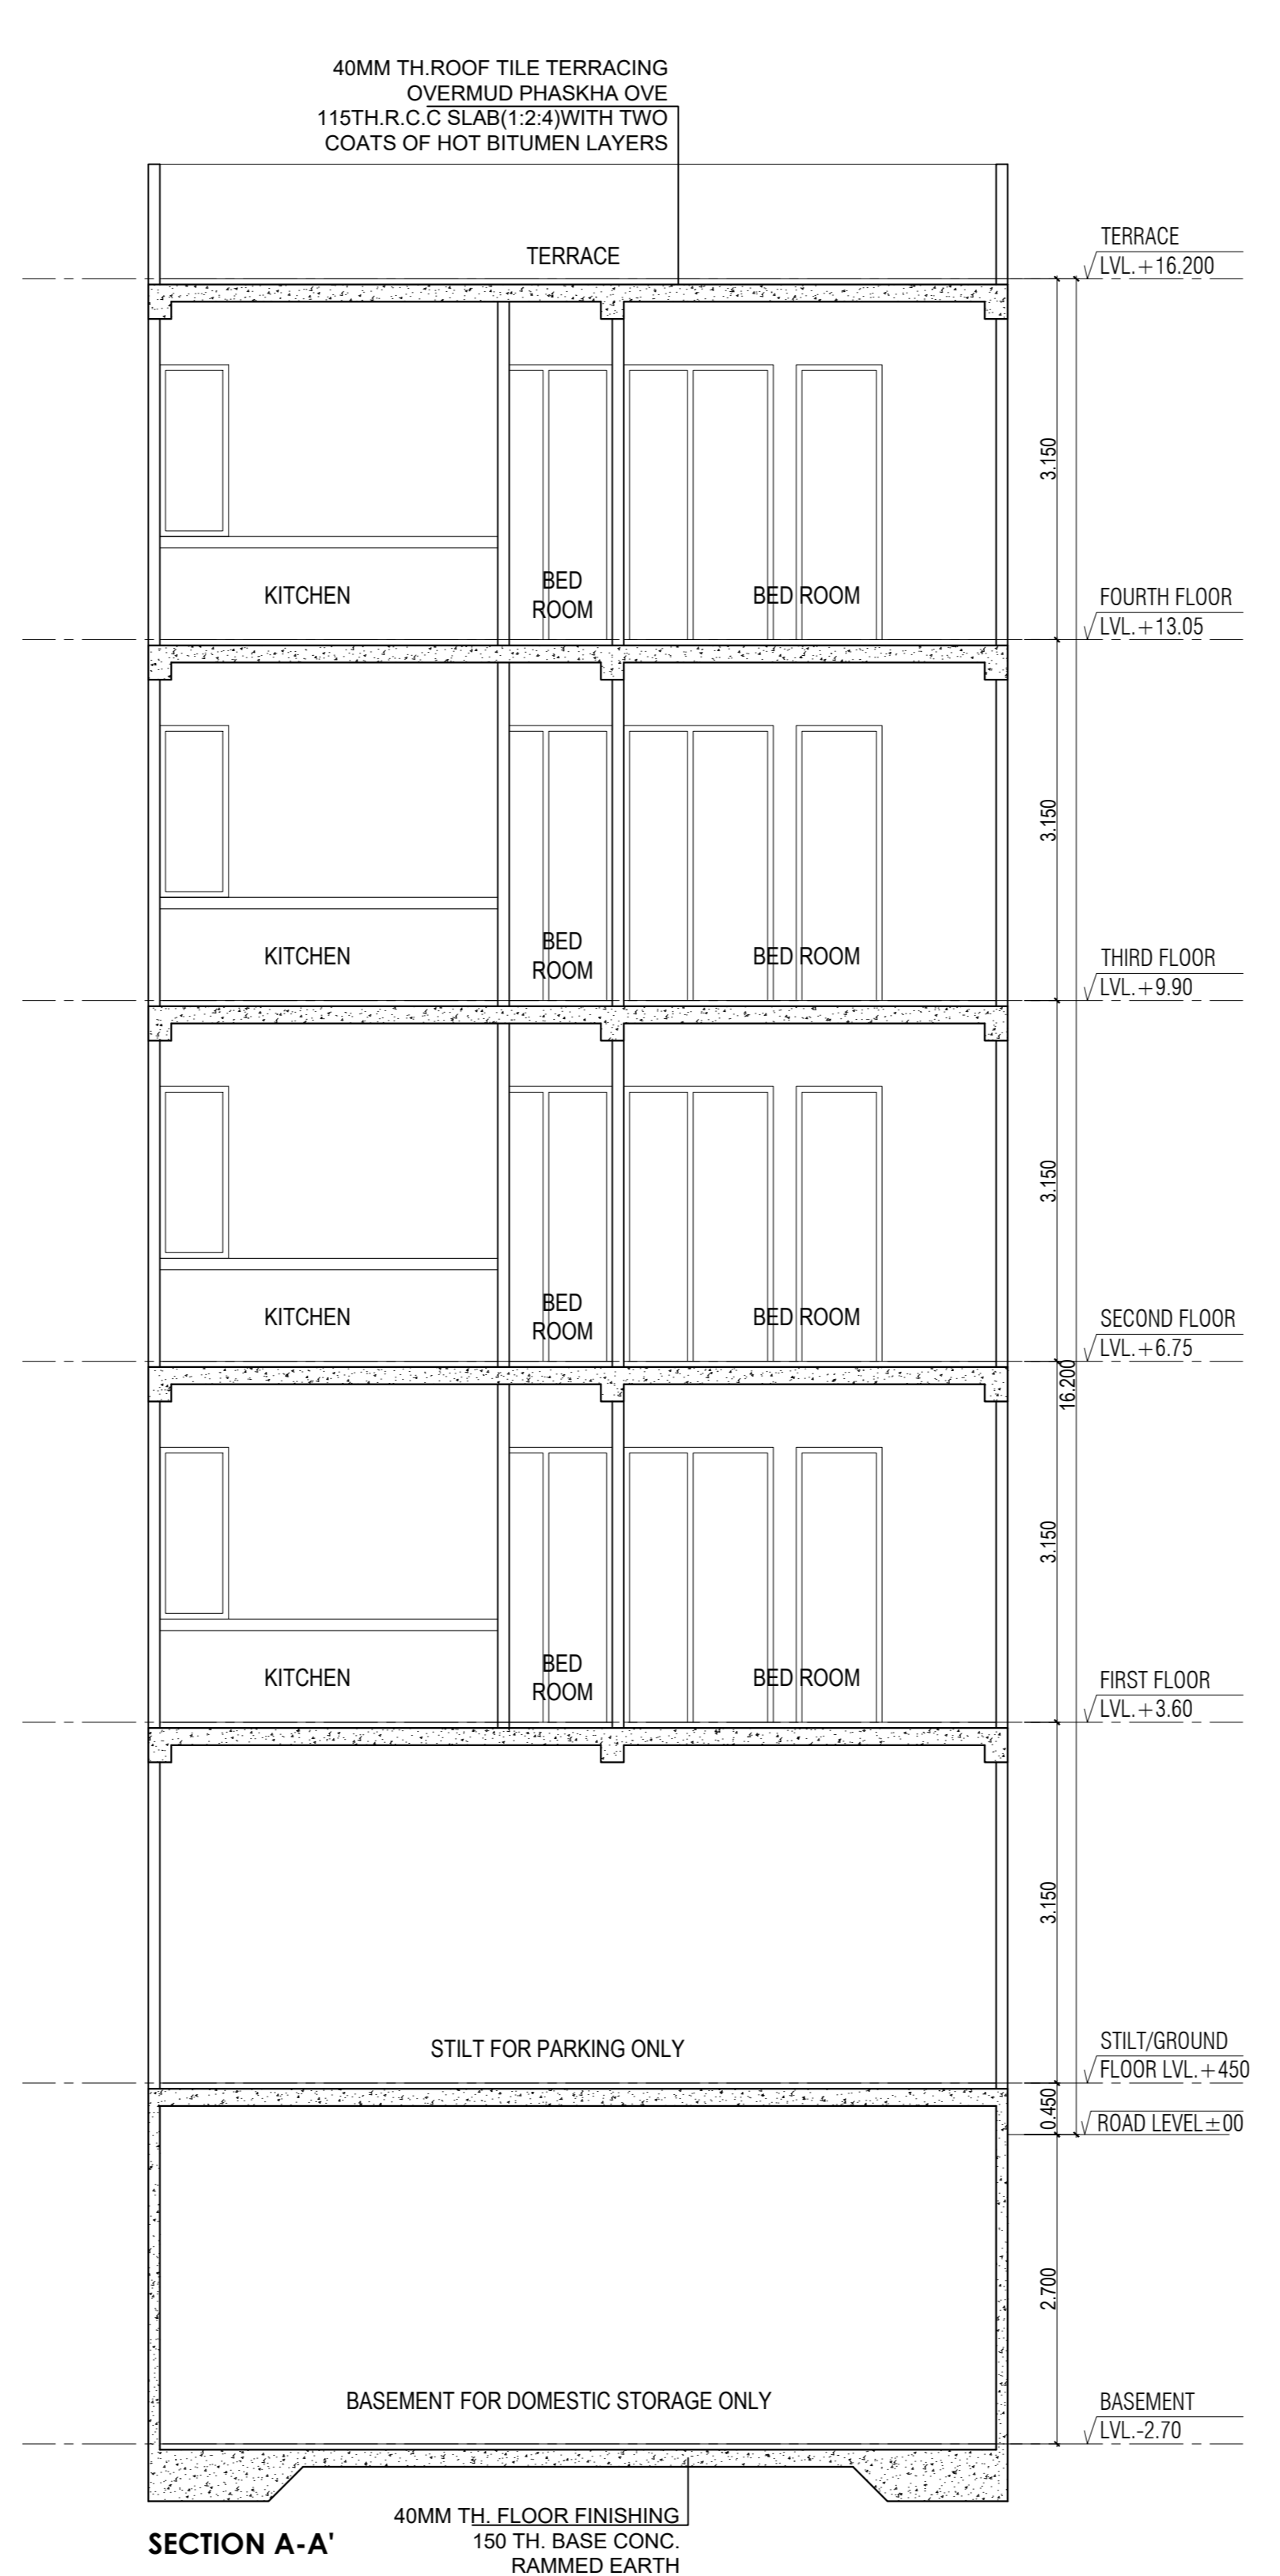 40MM TH.ROOF TILE TERRACING
OVERMUD PHASKHA OVE
115TH.R.C.C SLAB(1:2:4)WITH TWO
COATS OF HOT BITUMEN LAYERS
TERRACE
TERRACE
LVL.+16.200
3.150
KITCHEN
BED
ROOM
BED ROOM
FOURTH FLOOR
LVL.+13.05
3.150
KITCHEN
BED
ROOM
BED ROOM
THIRD FLOOR
LVL.+9.90
3.150
KITCHEN
BED
ROOM
BED ROOM
SECOND FLOOR
LVL.+6.75
16.200
3.150
KITCHEN
BED
ROOM
BED ROOM
FIRST FLOOR
LVL.+3.60
3.150
STILT FOR PARKING ONLY
STILT/GROUND
FLOOR LVL.+450
0.450
ROAD LEVEL±00
2.700
BASEMENT FOR DOMESTIC STORAGE ONLY
BASEMENT
LVL.-2.70
40MM TH. FLOOR FINISHING
150 TH. BASE CONC.
RAMMED EARTH
SECTION A-A'